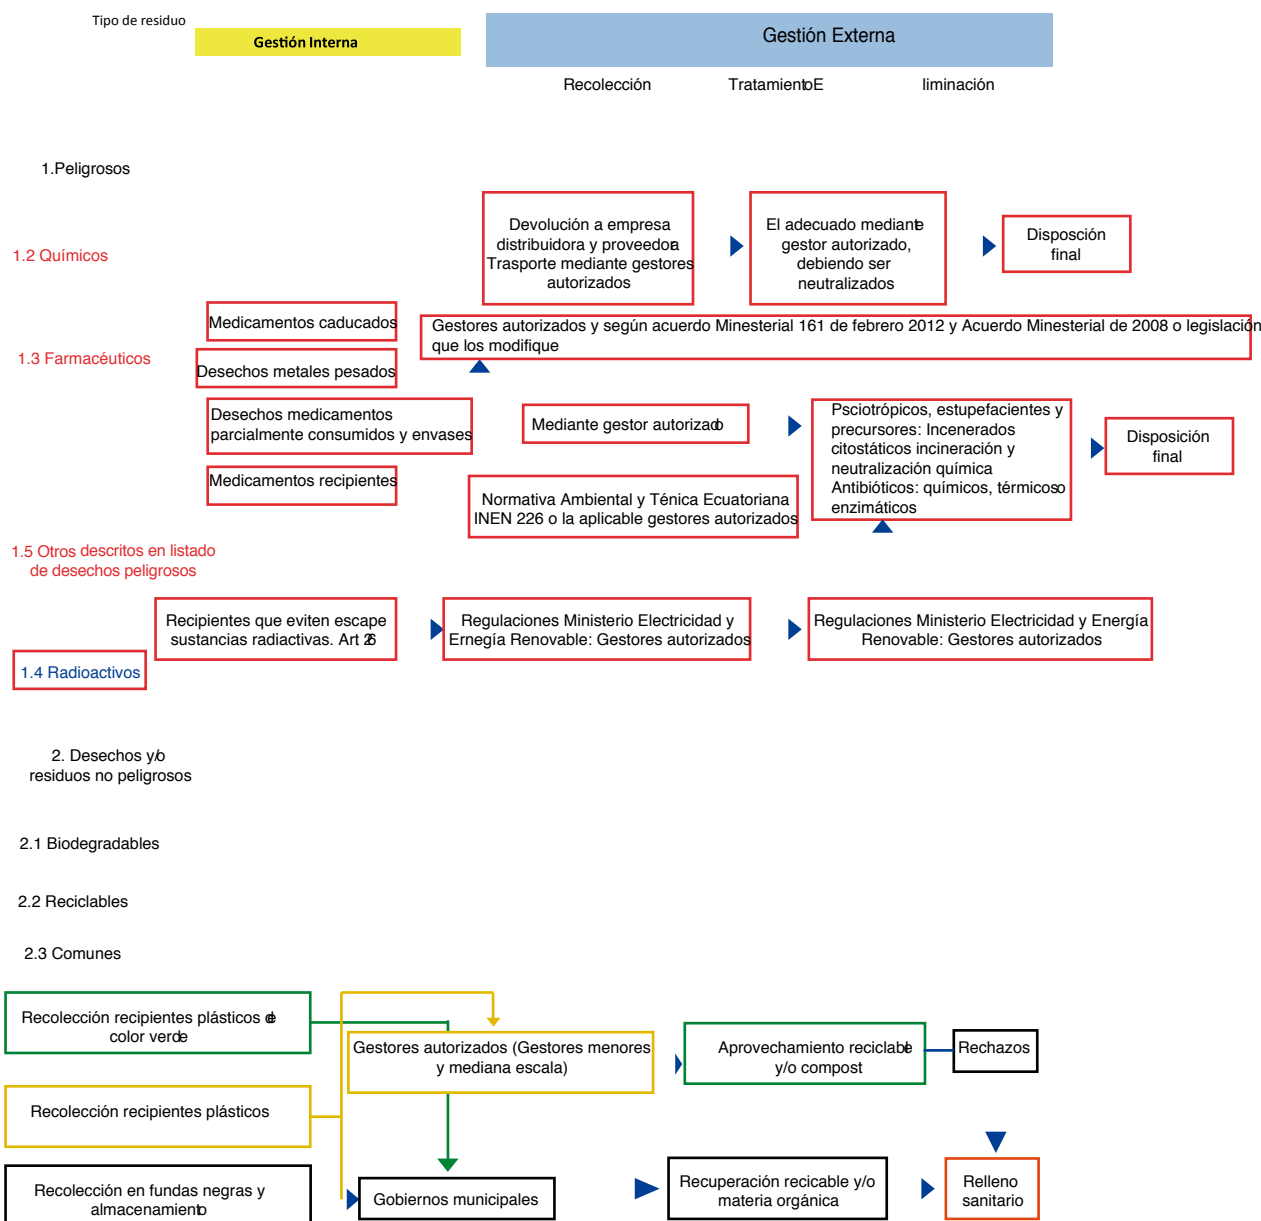 Tipo de residuo
Gestión Interna
Gestión Externa
Recolección
TratamientoE
liminación
1.Peligrosos
1.2 Químicos
Devolución a empresa
distribuidora y proveedora
Trasporte mediante gestores
autorizados
El adecuado mediante
gestor autorizado,
debiendo ser
neutralizados
Disposción
final
1.3 Farmacéuticos
Medicamentos caducados
Desechos metales pesados
Gestores autorizados y según acuerdo Minesterial 161 de febrero 2012 y Acuerdo Minesterial de 2008 o legislación
que los modifique
Desechos medicamentos
parcialmente consumidos y envases
Medicamentos recipientes
Mediante gestor autorizado
Normativa Ambiental y Ténica Ecuatoriana
INEN 226 o la aplicable gestores autorizados
Psciotrópicos, estupefacientes y
precursores: Incenerados
citostáticos incineración y
neutralización química
Antibióticos: químicos, térmicoso
enzimáticos
Disposición
final
1.5 Otros descritos en listado
de desechos peligrosos
Recipientes que eviten escape
sustancias radiactivas. Art 26
Regulaciones Ministerio Electricidad y
Ernegía Renovable: Gestores autorizados
Regulaciones Ministerio Electricidad y Energía
Renovable: Gestores autorizados
1.4 Radioactivos
2. Desechos y/o
residuos no peligrosos
2.1 Biodegradables
2.2 Reciclables
2.3 Comunes
Recolección recipientes plásticos de
color verde
Gestores autorizados (Gestores menores
y mediana escala)
Aprovechamiento reciclable
y/o compost
Rechazos
Recolección recipientes plásticos
Recolección en fundas negras y
almacenamiento
Gobiernos municipales
Recuperación recicable y/o
materia orgánica
Relleno
sanitario